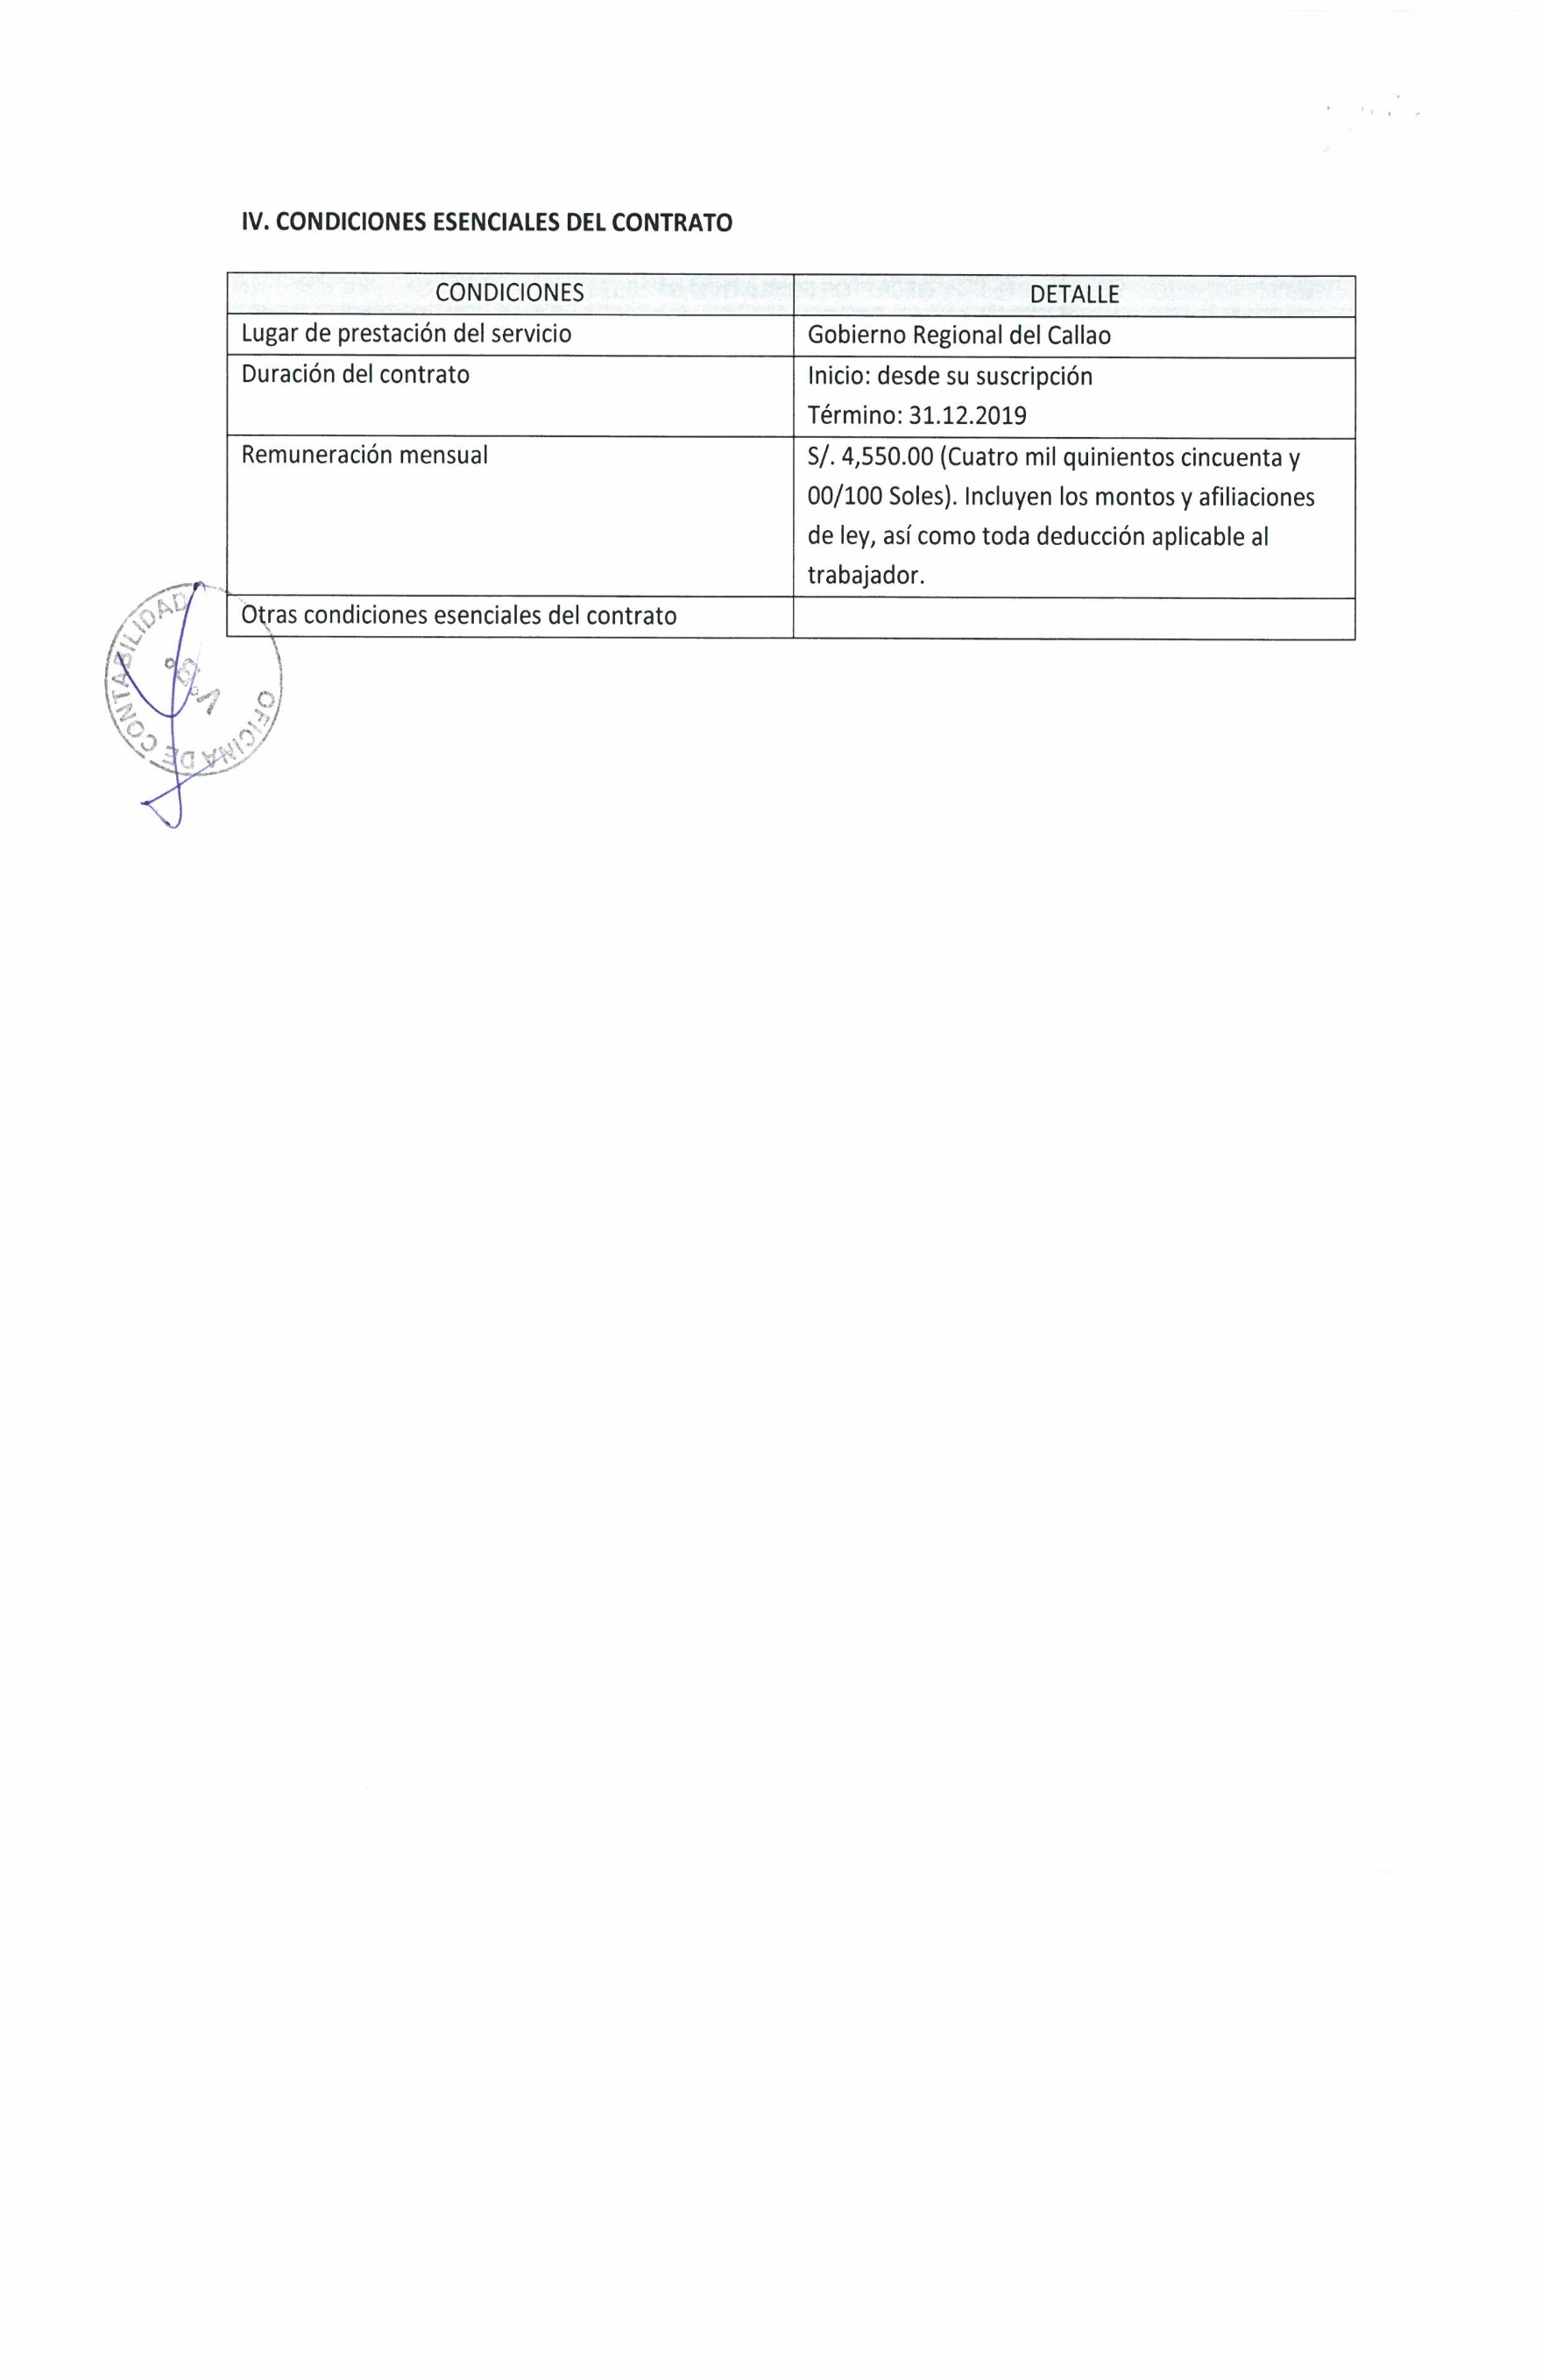 IV. CONDICIONES ESENCIALES DEL CONTRATO
CONDICIONES DETALLE
Lugar de prestación del servicio Gobierno Regional del Callao
Duración del contrato Inicio: desde su suscripción
Término: 31.12.2019
Remuneración mensual S/. 4,550.00 (Cuatro mil quinientos cincuenta y
00/100 Soles). Incluyen los montos y afiliaciones
de ley, así como toda deducción aplicable al
trabajador.
Otras condiciones esenciales del contrato
OFICINA DE CONTABILIDAD
V°B°